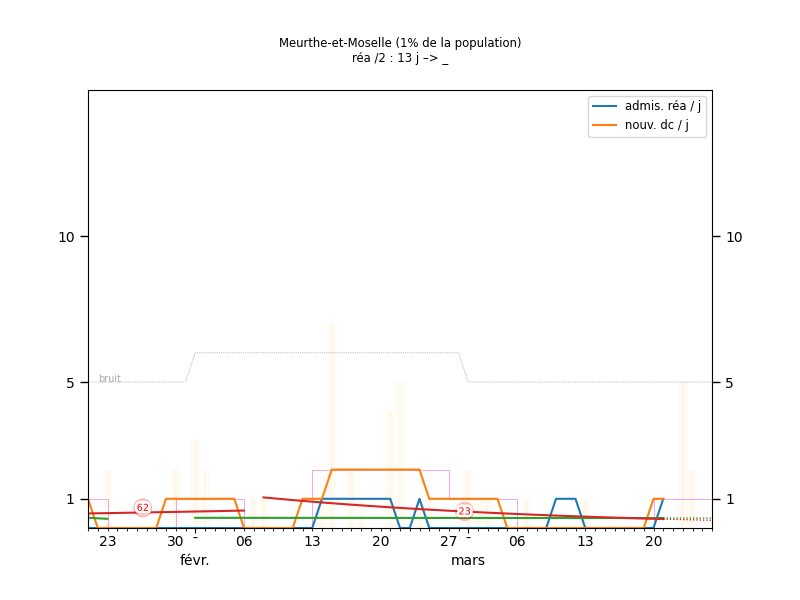 Meurthe-et-Moselle (1% de la population)
réa /2 : 13 j –> _
admis. réa / j
nouv. dc / j
10 10
bruit
5 5
62
23
1 1
23 30 - 06 13 20 27 - 06 13 20
févr. mars